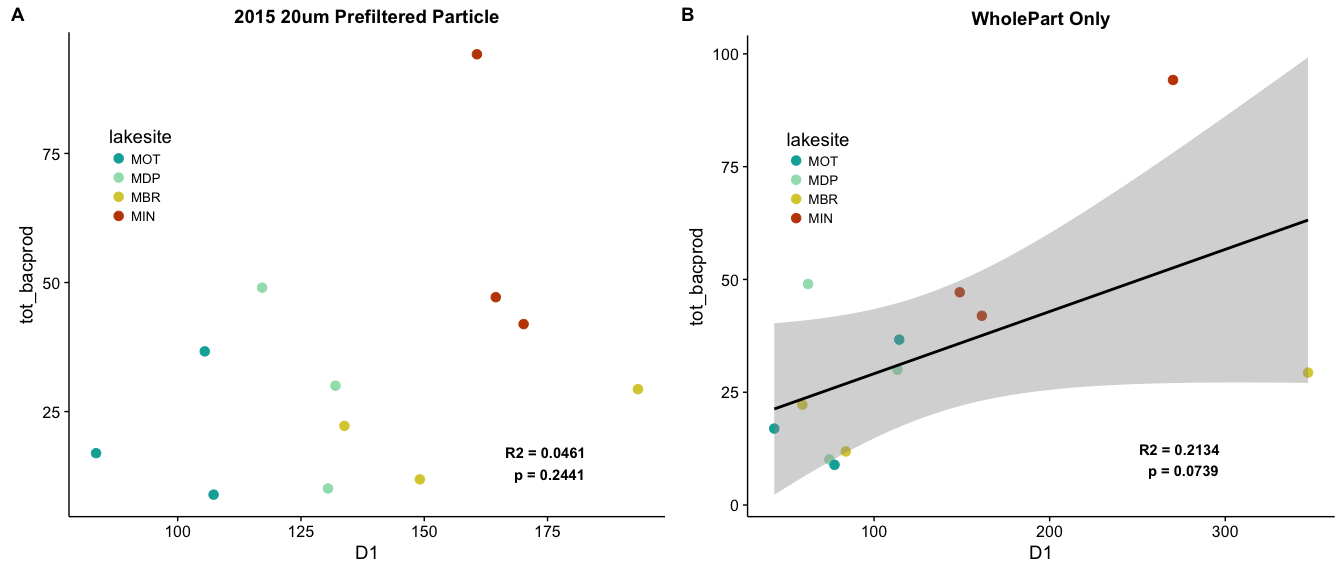 A
2015 20um Prefiltered Particle
tot_bacprod
75
50
25
lakesite
MOT
MDP
MBR
MIN
R2 = 0.0461
p = 0.2441
100
125
150
175
D1
B
WholePart Only
tot_bacprod
100
75
50
25
0
lakesite
MOT
MDP
MBR
MIN
R2 = 0.2134
p = 0.0739
100
200
300
D1